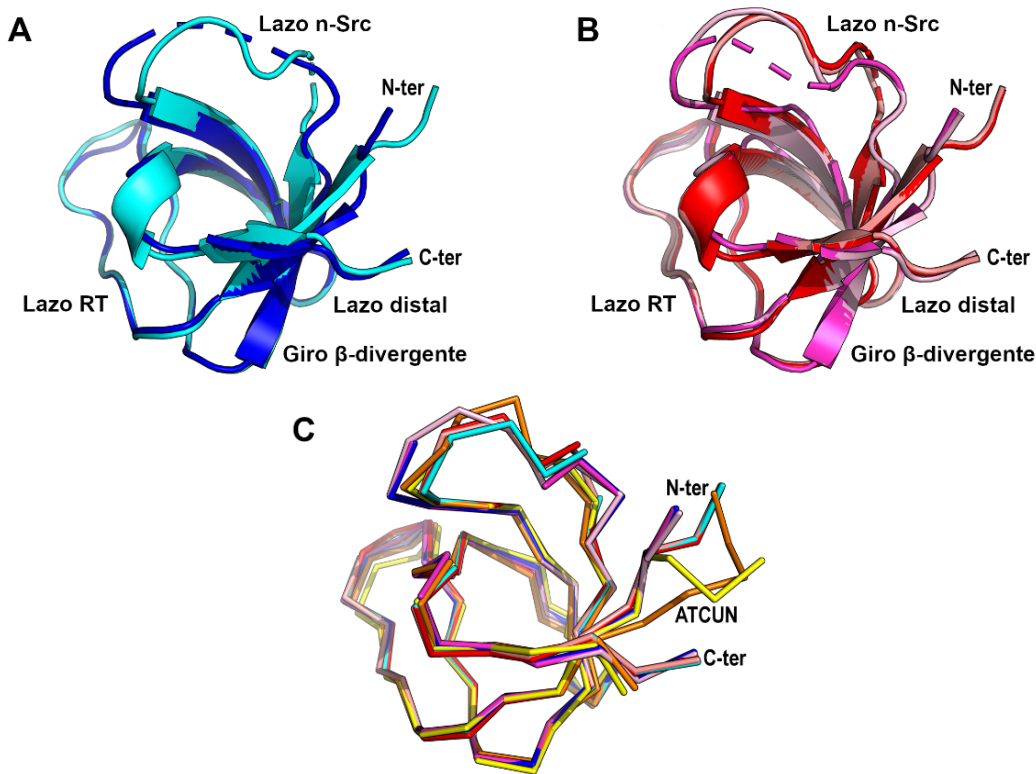 A
Lazo n-Src
N-ter
C-ter
Lazo RT
Lazo distal
Giro β-divergente
B
Lazo n-Src
N-ter
C-ter
Lazo RT
Lazo distal
Giro β-divergente
C
N-ter
ATCUN
C-ter